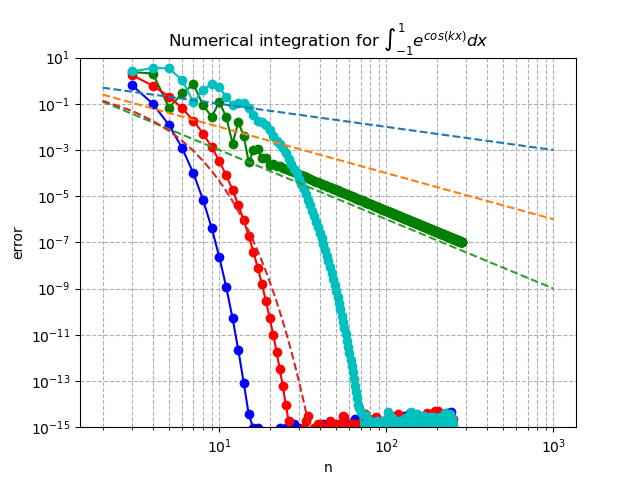 Numerical integration for $\int_{-1}^{1} e^{cos(kx)}dx$
error
10^1
10^{-1}
10^{-3}
10^{-5}
10^{-7}
10^{-9}
10^{-11}
10^{-13}
10^{-15}
10^1 10^2 10^3
n